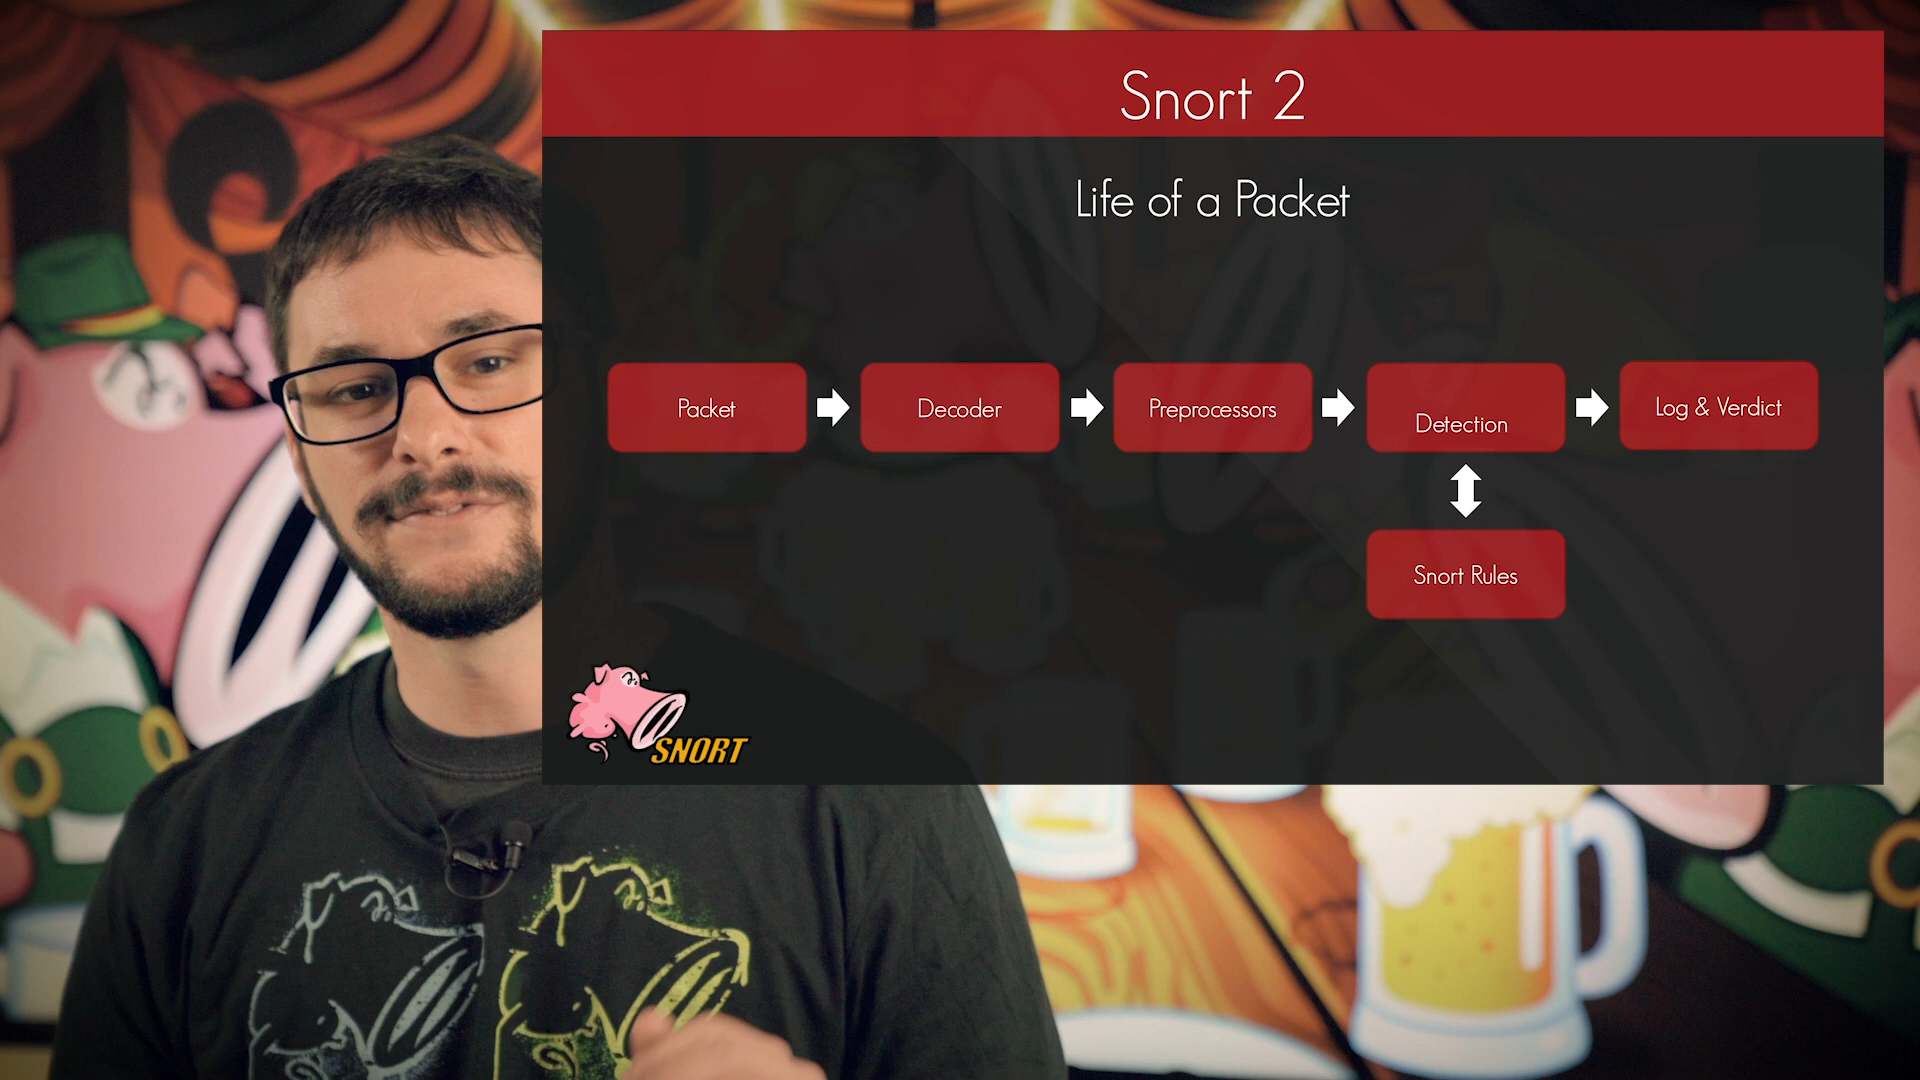 Snort 2
Life of a Packet
Packet
Decoder
Preprocessors
Detection
Log & Verdict
Snort Rules
SNORT